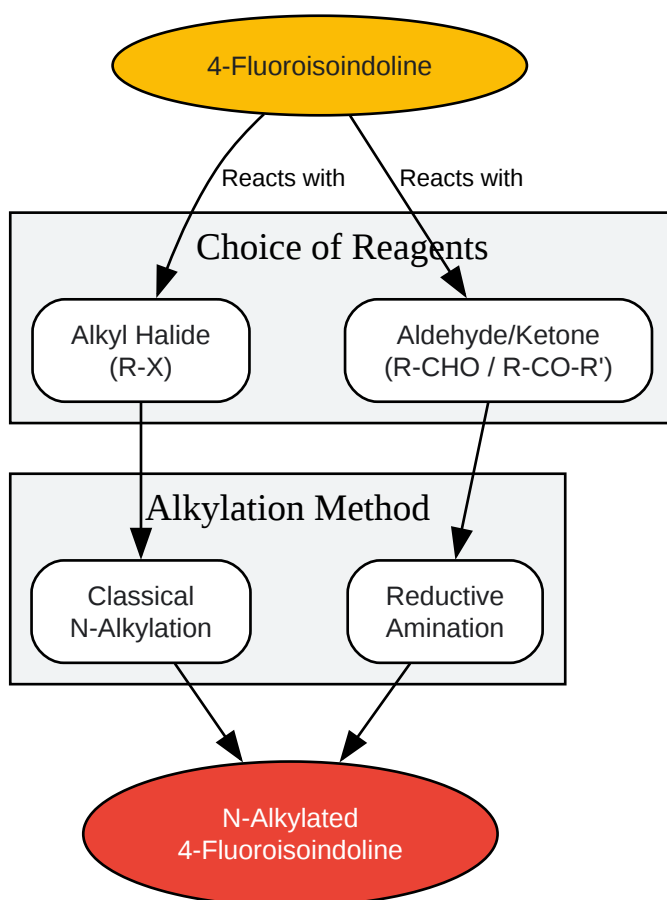 4-Fluoroisoindoline
Reacts with
Reacts with
Choice of Reagents
Alkyl Halide
(R-X)
Aldehyde/Ketone
(R-CHO / R-CO-R')
Alkylation Method
Classical
N-Alkylation
Reductive
Amination
N-Alkylated
4-Fluoroisoindoline